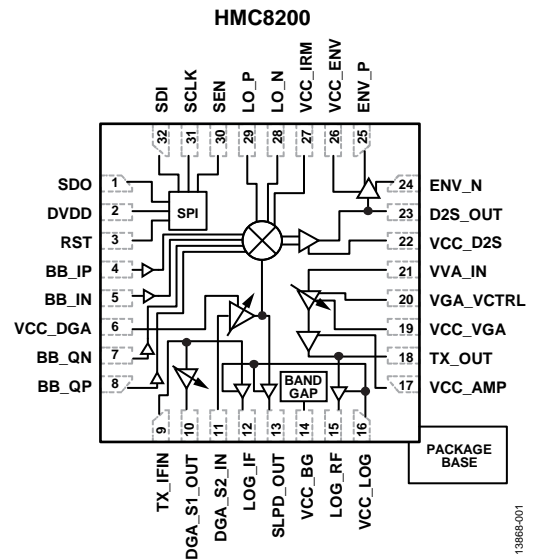 HMC8200
SDI
SCLK
SEN
LO_P
LO_N
VCC_IRM
VCC_ENV
ENV_P
32
31
30
29
28
27
26
25
SDO
1
24
ENV_N
DVDD
2
SPI
23
D2S_OUT
RST
3
22
VCC_D2S
BB_IP
4
21
VVA_IN
BB_IN
5
20
VGA_VCTRL
VCC_DGA
6
19
VCC_VGA
BB_QN
7
18
TX_OUT
BB_QP
8
BAND
GAP
17
VCC_AMP
9
10
11
12
13
14
15
16
TX_IFIN
DGA_S1_OUT
DGA_S2_IN
LOG_IF
SLPD_OUT
VCC_BG
LOG_RF
VCC_LOG
PACKAGE
BASE
13868-001